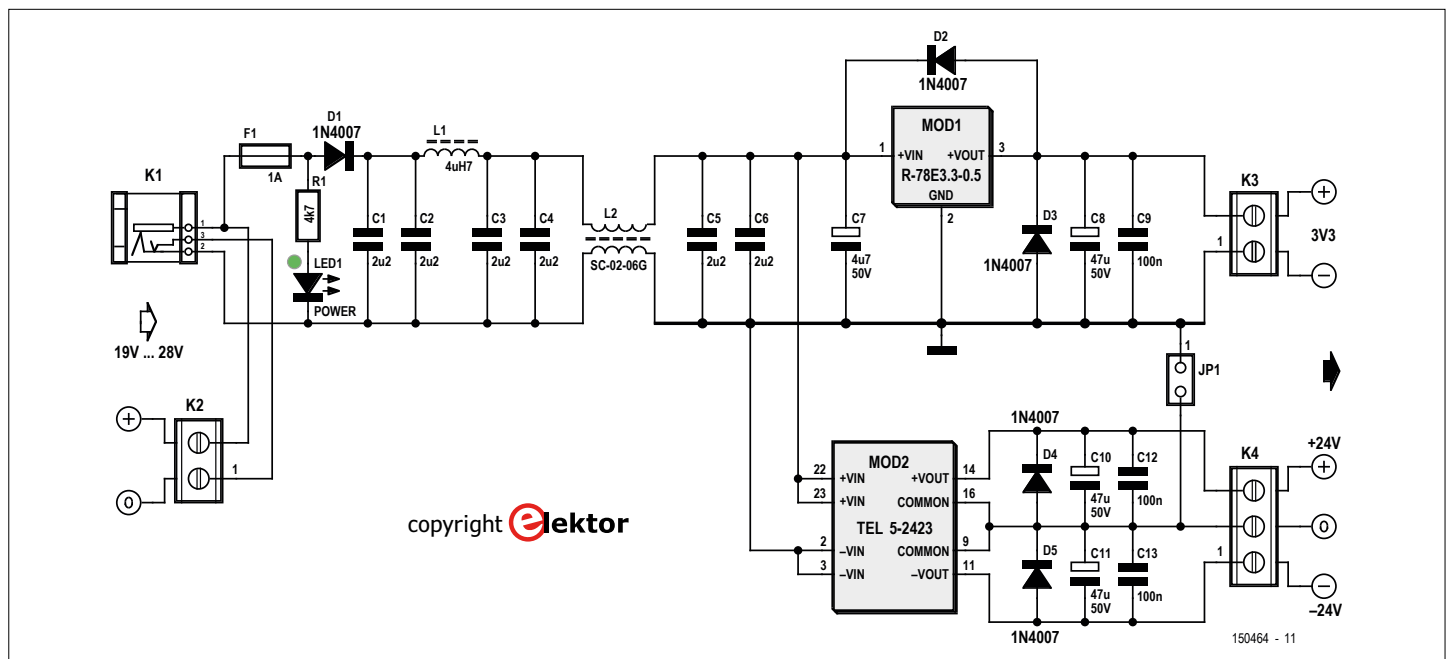 K1
1
3
2
19V ... 28V
K2
1
0
F1
1A
R1
4k7
LED1
POWER
D1
1N4007
C1
2u2
C2
2u2
L1
4uH7
C3
2u2
C4
2u2
L2
SC-02-06G
C5
2u2
C6
2u2
C7
4u7
50V
D2
1N4007
MOD1
1
+VIN
+VOUT
3
R-78E3.3-0.5
GND
2
D3
1N4007
C8
47u
50V
C9
100n
K3
1
+
3V3
–
1
JP1
MOD2
22
+VIN
23
+VIN
TEL 5-2423
2
–VIN
3
–VIN
+VOUT
14
COMMON
16
COMMON
9
–VOUT
11
1N4007
D4
C10
47u
50V
C12
100n
D5
1N4007
C11
47u
50V
C13
100n
K4
1
+24V
+
0
–
–24V
copyright elektor
150464 - 11